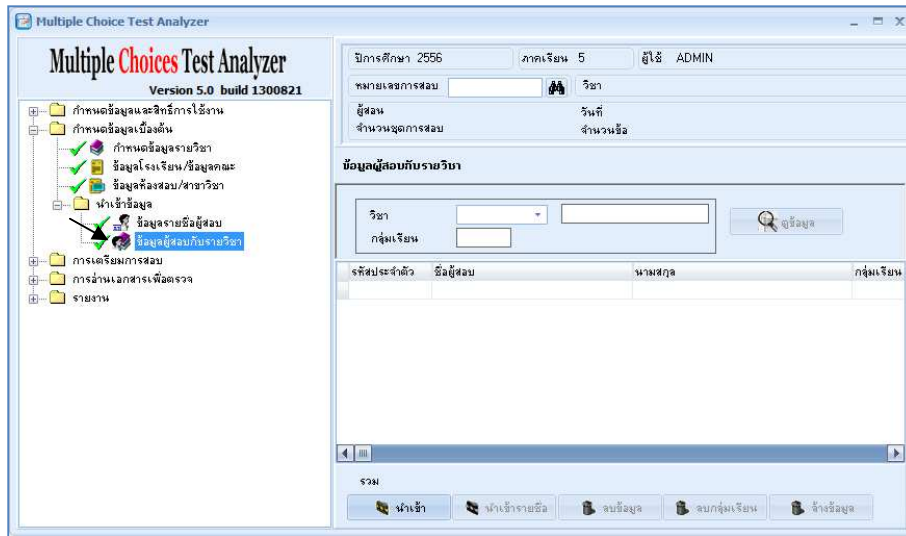 Multiple Choice Test Analyzer
Multiple Choices Test Analyzer
Version 5.0 build 1300821
กำหนดข้อมูลและสิทธิ์การใช้งาน
กำหนดข้อมูลเบื้องต้น
กำหนดข้อมูลรายวิชา
ข้อมูลโรงเรียน/ข้อมูลคณะ
ข้อมูลห้องสอบ/สาขาวิชา
นำเข้าข้อมูล
ข้อมูลรายชื่อผู้สอบ
ข้อมูลผู้สอบกับรายวิชา
การเตรียมการสอบ
การอ่านเอกสารเพื่อตรวจ
รายงาน
ปีการศึกษา 2556 ภาคเรียน 5 ผู้ใช้ ADMIN
หมายเลขการสอบ วิชา
ผู้สอน วันที่
จำนวนชุดการสอบ จำนวนข้อ
ข้อมูลผู้สอบกับรายวิชา
วิชา
กลุ่มเรียน
ดูข้อมูล
รหัสประจำตัว ชื่อผู้สอบ นามสกุล กลุ่มเรียน
รวม
นำเข้า นำเข้ารายชื่อ ลบข้อมูล ลบกลุ่มเรียน ล้างข้อมูล